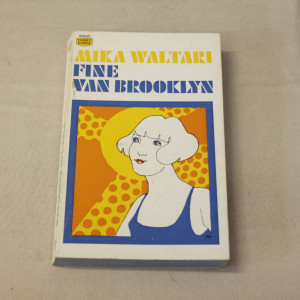 MIKA WALTARI
FINE
VAN BROOKLYN